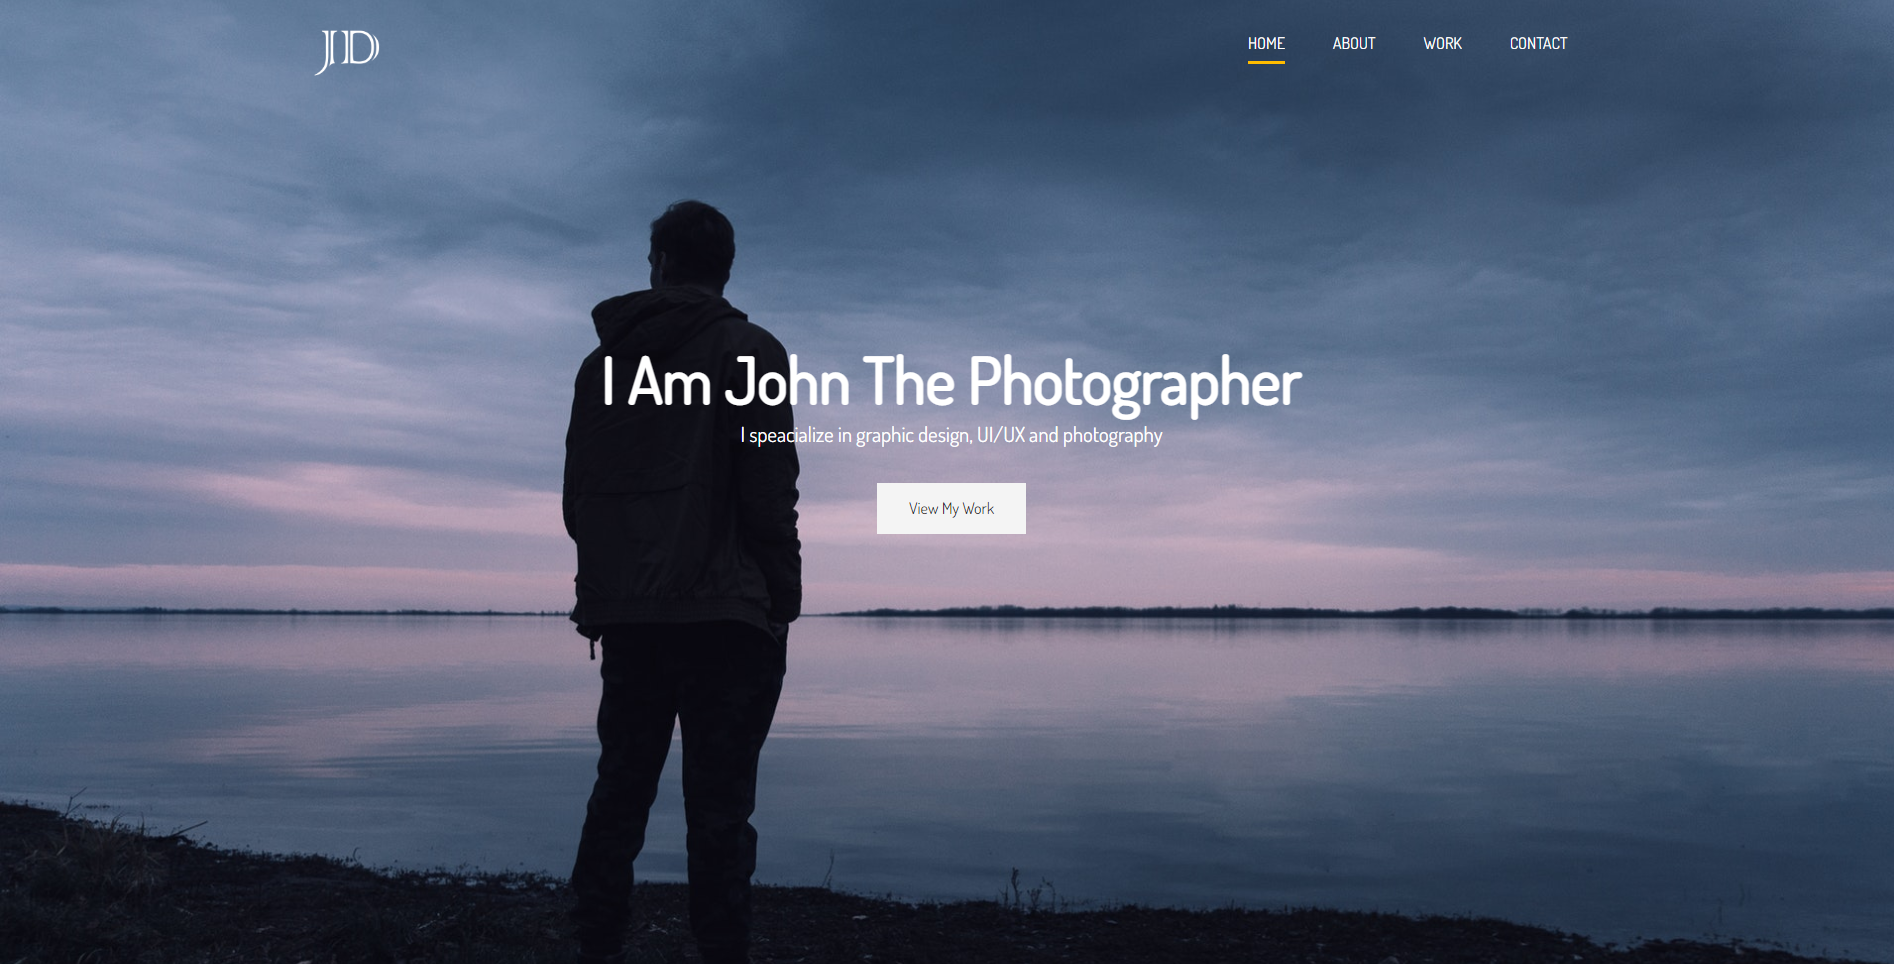 JD
HOME ABOUT WORK CONTACT
I Am John The Photographer
I speacialize in graphic design, UI/UX and photography
View My Work